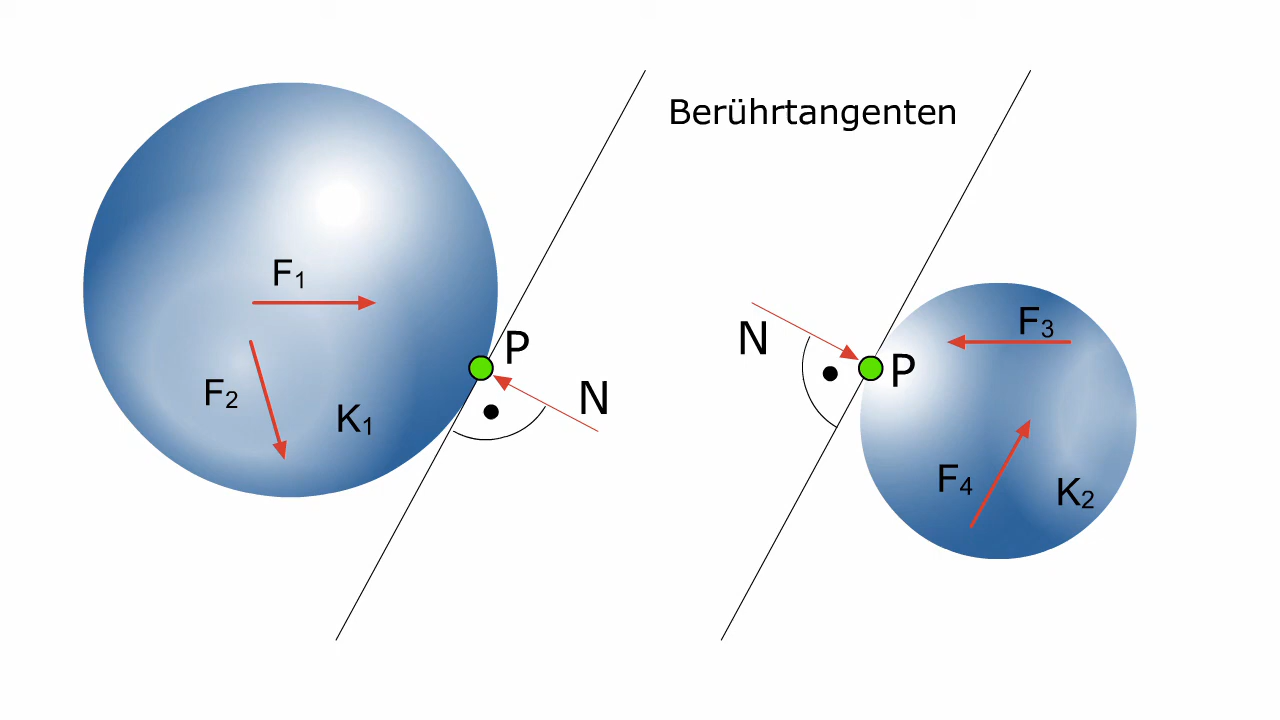 Berührtangenten
F₁
F₂
K₁
P
N
N
P
F₃
F₄
K₂